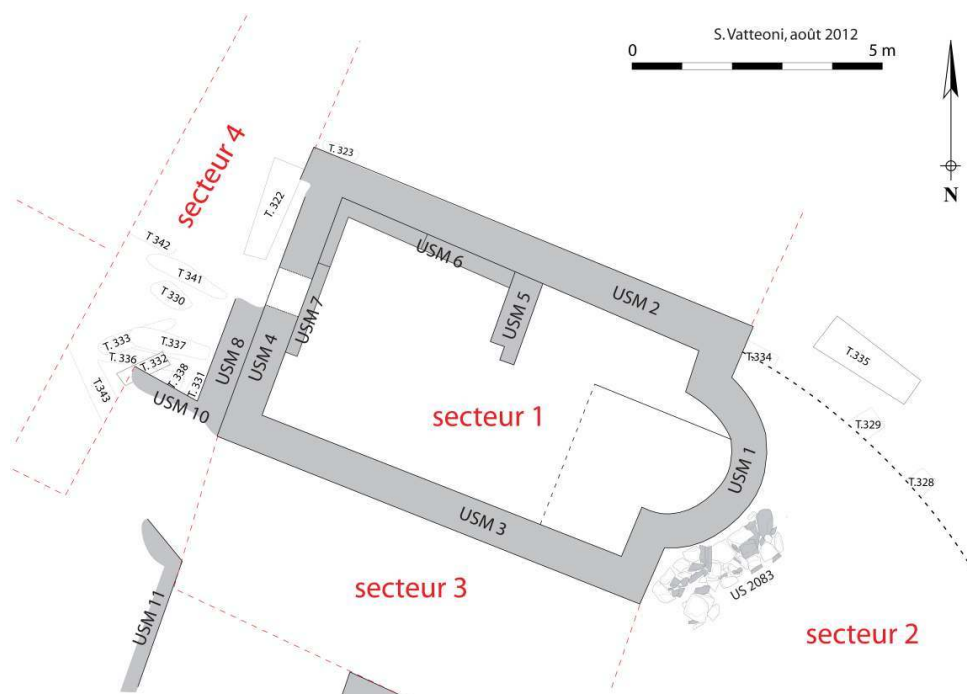 S. Vatteoni, août 2012
0 5 m
N
secteur 4
T. 323
T. 322
T 342
T 341
T 330
USM 6
USM 5
USM 2
USM 7
T. 333
T. 337
T. 336
T. 332
T. 338
T. 331
T. 343
USM 8
USM 4
USM 10
T.334
T.335
T.329
T.328
secteur 1
USM 1
USM 3
US 2083
secteur 3
secteur 2
USM 11